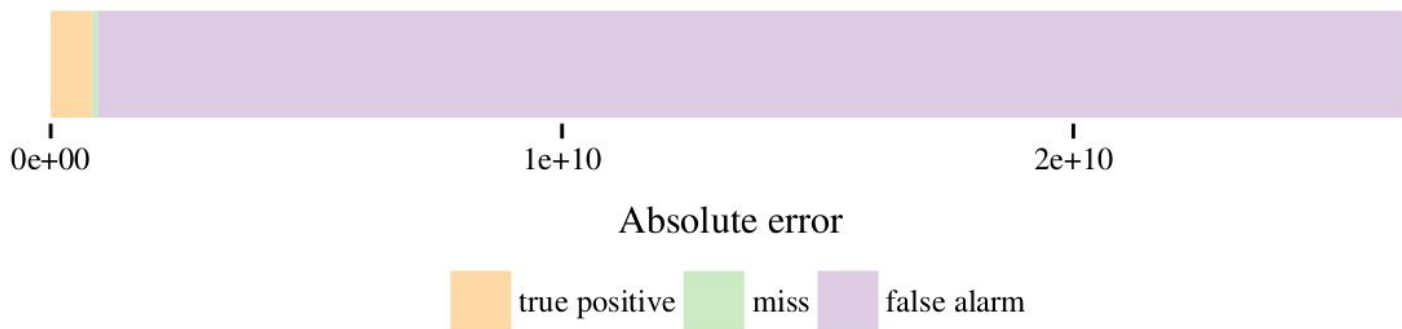 0e+00 1e+10 2e+10
Absolute error
true positive miss false alarm